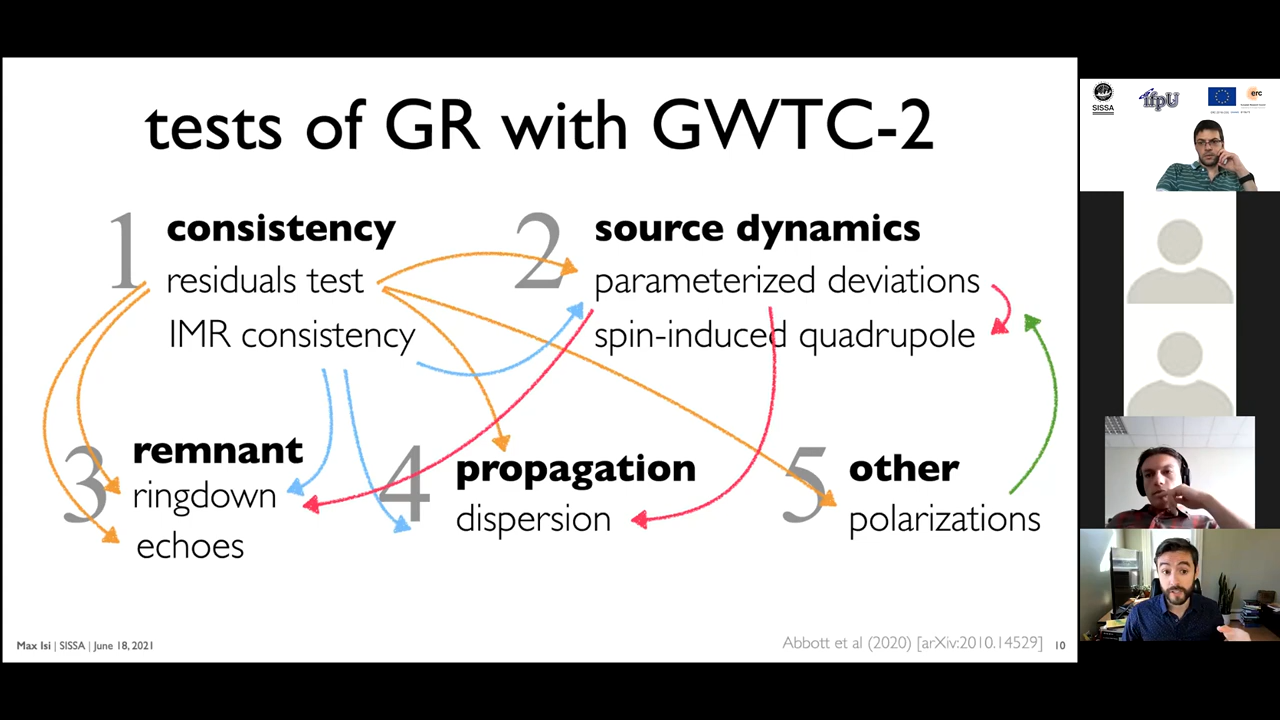 tests of GR with GWTC-2
1 consistency
residuals test
IMR consistency
2 source dynamics
parameterized deviations
spin-induced quadrupole
3 remnant
ringdown
echoes
4 propagation
dispersion
5 other
polarizations
Max Isi | SISSA | June 18, 2021
Abbott et al (2020) [arXiv:2010.14529] 10
SISSA
ifpU
erc